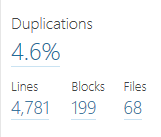 Duplications
4.6%
Lines Blocks Files
4,781 199 68